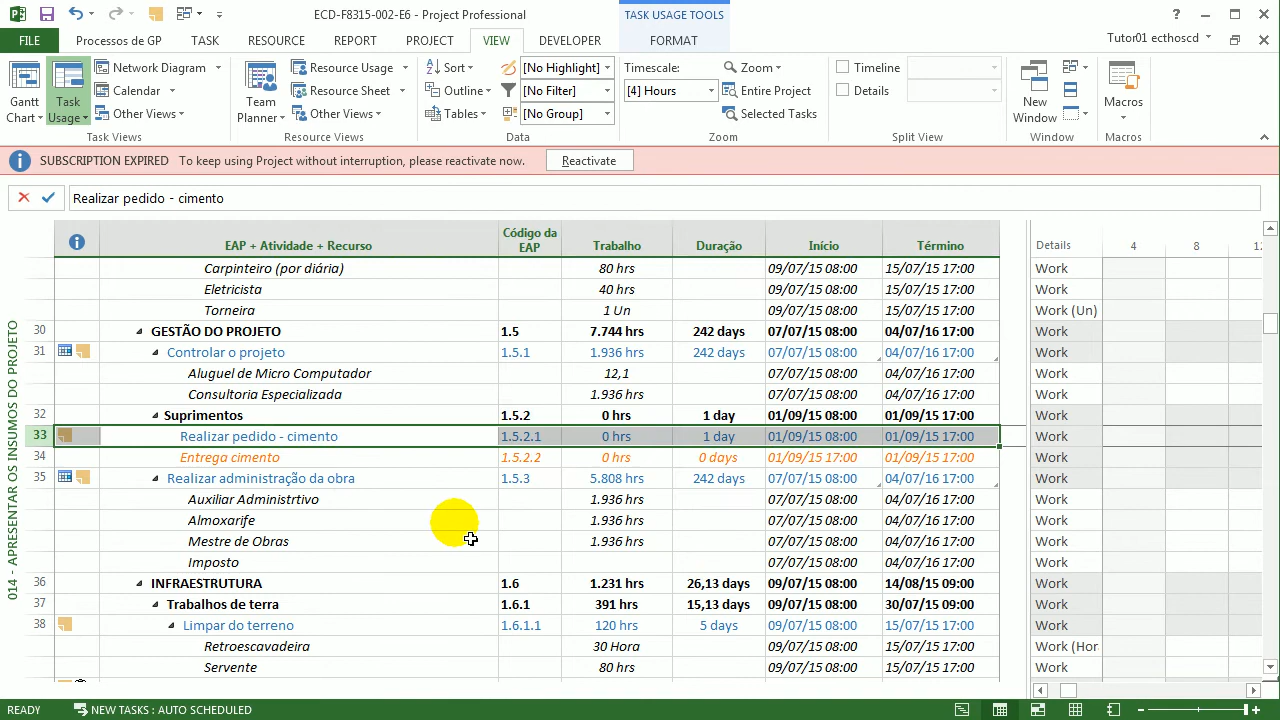 ECD-F8315-002-E6 - Project Professional
TASK USAGE TOOLS
FILE Processos de GP TASK RESOURCE REPORT PROJECT VIEW DEVELOPER FORMAT Tutor01 ecthoscd
Gantt Chart
Task Usage
Network Diagram
Calendar
Other Views
Task Views
Team Planner
Resource Usage
Resource Sheet
Other Views
Resource Views
Sort
Outline
Tables
[No Highlight]
[No Filter]
[No Group]
Data
Timescale:
[4] Hours
Zoom
Entire Project
Selected Tasks
Zoom
Timeline
Details
Split View
New Window
Window
Macros
Macros
SUBSCRIPTION EXPIRED To keep using Project without interruption, please reactivate now. Reactivate
Realizar pedido - cimento
EAP + Atividade + Recurso Código da EAP Trabalho Duração Início Término Details 4 8 12
Carpinteiro (por diária) 80 hrs 09/07/15 08:00 15/07/15 17:00 Work
Eletricista 40 hrs 09/07/15 08:00 15/07/15 17:00 Work
Torneira 1 Un 09/07/15 08:00 15/07/15 17:00 Work (Un)
30 GESTÃO DO PROJETO 1.5 7.744 hrs 242 days 07/07/15 08:00 04/07/16 17:00 Work
31 Controlar o projeto 1.5.1 1.936 hrs 242 days 07/07/15 08:00 04/07/16 17:00 Work
Aluguel de Micro Computador 12,1 07/07/15 08:00 04/07/16 17:00 Work
Consultoria Especializada 1.936 hrs 07/07/15 08:00 04/07/16 17:00 Work
32 Suprimentos 1.5.2 0 hrs 1 day 01/09/15 08:00 01/09/15 17:00 Work
33 Realizar pedido - cimento 1.5.2.1 0 hrs 1 day 01/09/15 08:00 01/09/15 17:00 Work
34 Entrega cimento 1.5.2.2 0 hrs 0 days 01/09/15 17:00 01/09/15 17:00 Work
35 Realizar administração da obra 1.5.3 5.808 hrs 242 days 07/07/15 08:00 04/07/16 17:00 Work
Auxiliar Administrtivo 1.936 hrs 07/07/15 08:00 04/07/16 17:00 Work
Almoxarife 1.936 hrs 07/07/15 08:00 04/07/16 17:00 Work
Mestre de Obras 1.936 hrs 07/07/15 08:00 04/07/16 17:00 Work
Imposto 07/07/15 08:00 04/07/16 17:00 Work
36 INFRAESTRUTURA 1.6 1.231 hrs 26,13 days 09/07/15 08:00 14/08/15 09:00 Work
37 Trabalhos de terra 1.6.1 391 hrs 15,13 days 09/07/15 08:00 30/07/15 09:00 Work
38 Limpar do terreno 1.6.1.1 120 hrs 5 days 09/07/15 08:00 15/07/15 17:00 Work
Retroescavadeira 30 Hora 09/07/15 08:00 15/07/15 17:00 Work (Hora
Servente 80 hrs 09/07/15 08:00 15/07/15 17:00 Work
014 - APRESENTAR OS INSUMOS DO PROJETO
READY NEW TASKS : AUTO SCHEDULED